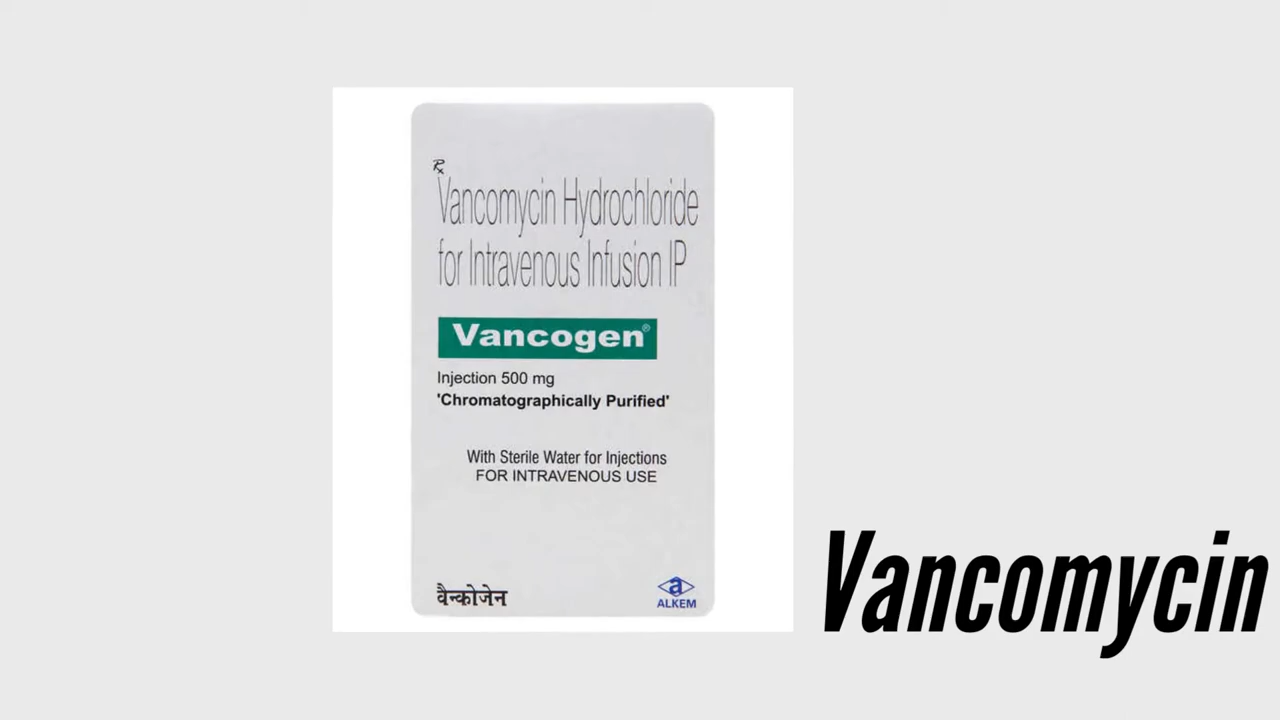 Rx
Vancomycin Hydrochloride
for Intravenous Infusion IP
Vancogen®
Injection 500 mg
'Chromatographically Purified'
With Sterile Water for Injections
FOR INTRAVENOUS USE
वैन्कोजेन
a
ALKEM
Vancomycin